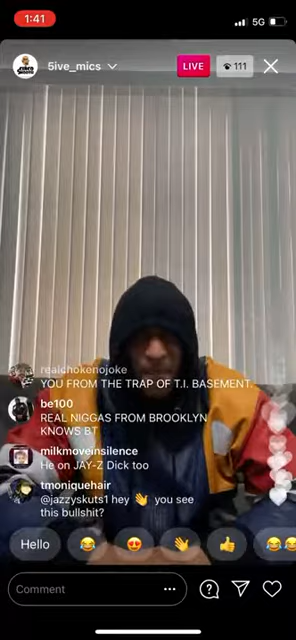 1:41
5G
5ive_mics
LIVE
111
realchokenojoke
YOU FROM THE TRAP OF T.I. BASEMENT.
be100
REAL NIGGAS FROM BROOKLYN
KNOWS BT
milkmoveinsilence
He on JAY-Z Dick too
tmoniquehair
@jazzyskuts1 hey 👋 you see
this bullshit?
Hello 😂 😍 👋 👍 😂😂
Comment